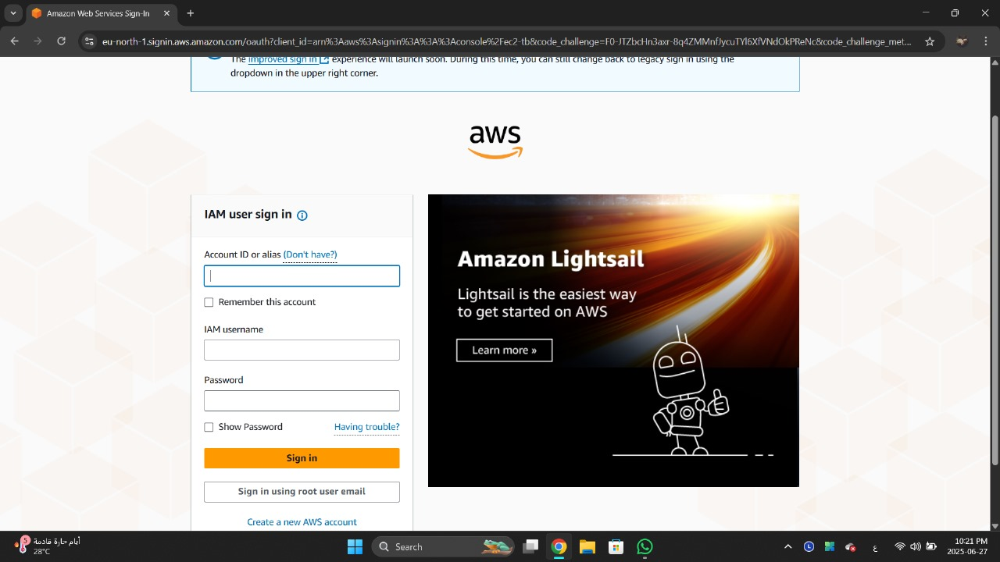 Amazon Web Services Sign-In
eu-north-1.signin.aws.amazon.com/oauth?client_id=arn%3Aaws%3Asignin%3A%3A%3Aconsole%2Fec2-tb&code_challenge=F0-JTZbcHn3axr-8q4ZMMnfJycuTYl6XfVNdOkPReNc&code_challenge_met...
The improved sign in experience will launch soon. During this time, you can still change back to legacy sign in using the
dropdown in the upper right corner.
aws
IAM user sign in
Account ID or alias (Don't have?)
Remember this account
IAM username
Password
Show Password Having trouble?
Sign in
Sign in using root user email
Create a new AWS account
Amazon Lightsail
Lightsail is the easiest way
to get started on AWS
Learn more »
5
أيام حارة قادمة
28°C
Search
ع
10:21 PM
2025-06-27